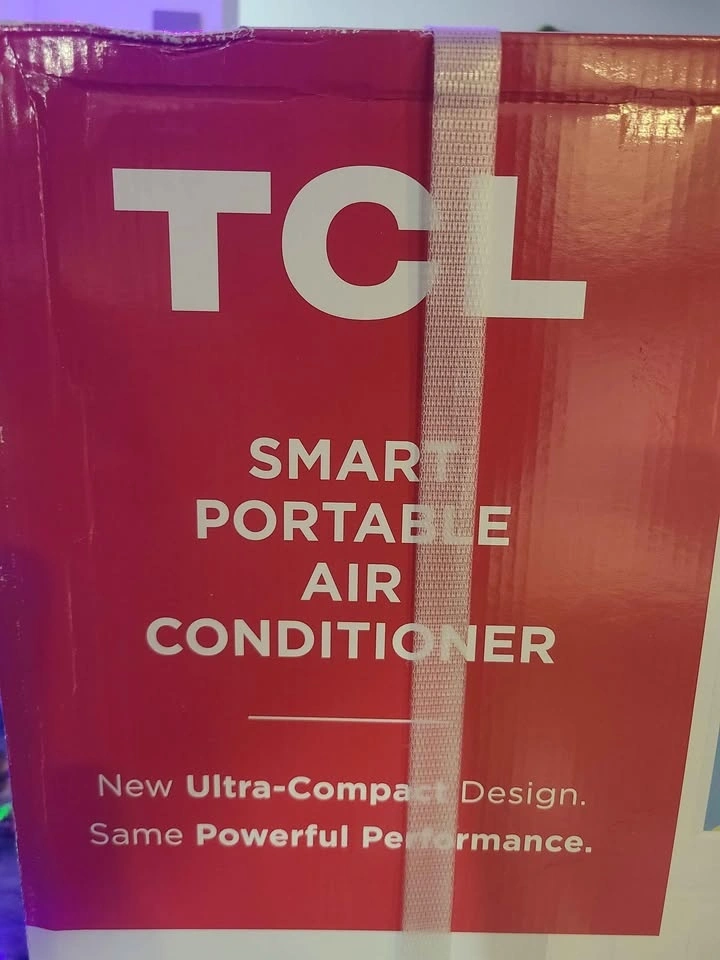 TCL
SMART
PORTABLE
AIR
CONDITIONER
New Ultra-Compact Design.
Same Powerful Performance.